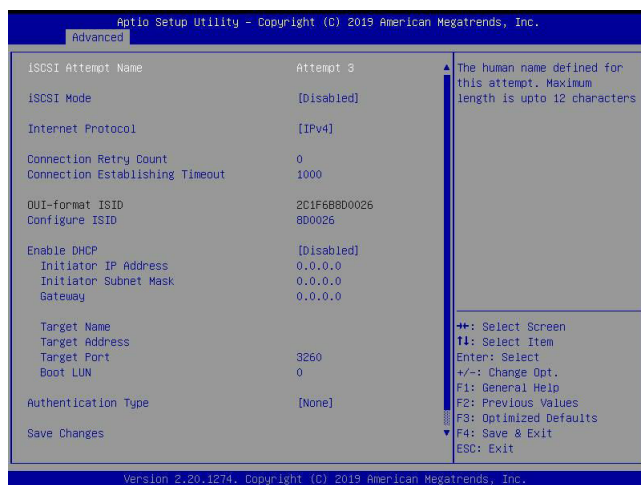 Aptio Setup Utility – Copyright (C) 2019 American Megatrends, Inc.
Advanced
iSCSI Attempt Name Attempt 3
iSCSI Mode [Disabled]
Internet Protocol [IPv4]
Connection Retry Count 0
Connection Establishing Timeout 1000
OUI-format ISID 2C1F6B8D0026
Configure ISID 8D0026
Enable DHCP [Disabled]
Initiator IP Address 0.0.0.0
Initiator Subnet Mask 0.0.0.0
Gateway 0.0.0.0
Target Name
Target Address
Target Port 3260
Boot LUN 0
Authentication Type [None]
Save Changes
The human name defined for
this attempt. Maximum
length is upto 12 characters
→←: Select Screen
↑↓: Select Item
Enter: Select
+/-: Change Opt.
F1: General Help
F2: Previous Values
F3: Optimized Defaults
F4: Save & Exit
ESC: Exit
Version 2.20.1274. Copyright (C) 2019 American Megatrends, Inc.